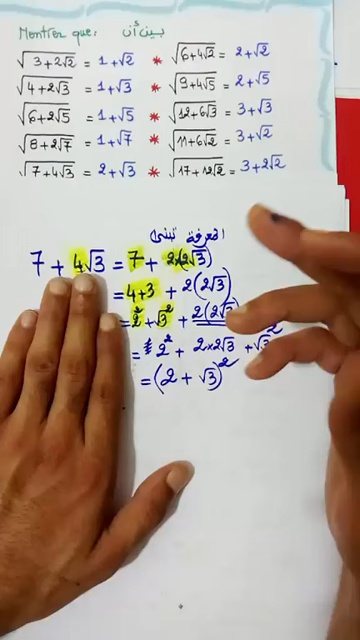 Montrer que: بين أن
√3+2√2 = 1+√2 * √6+4√2 = 2+√2
√4+2√3 = 1+√3 * √9+4√5 = 2+√5
√6+2√5 = 1+√5 * √12+6√3 = 3+√3
√8+2√7 = 1+√7 * √11+6√2 = 3+√2
√7+4√3 = 2+√3 * √17+12√2 = 3+2√2
المعرفة تبنى
7 + 4√3 = 7 + 2×(2√3)
= 4+3 + 2(2√3)
= 2² + √3² + 2(2√3
= 2² + 2×2√3 + √3²
= (2 + √3)²